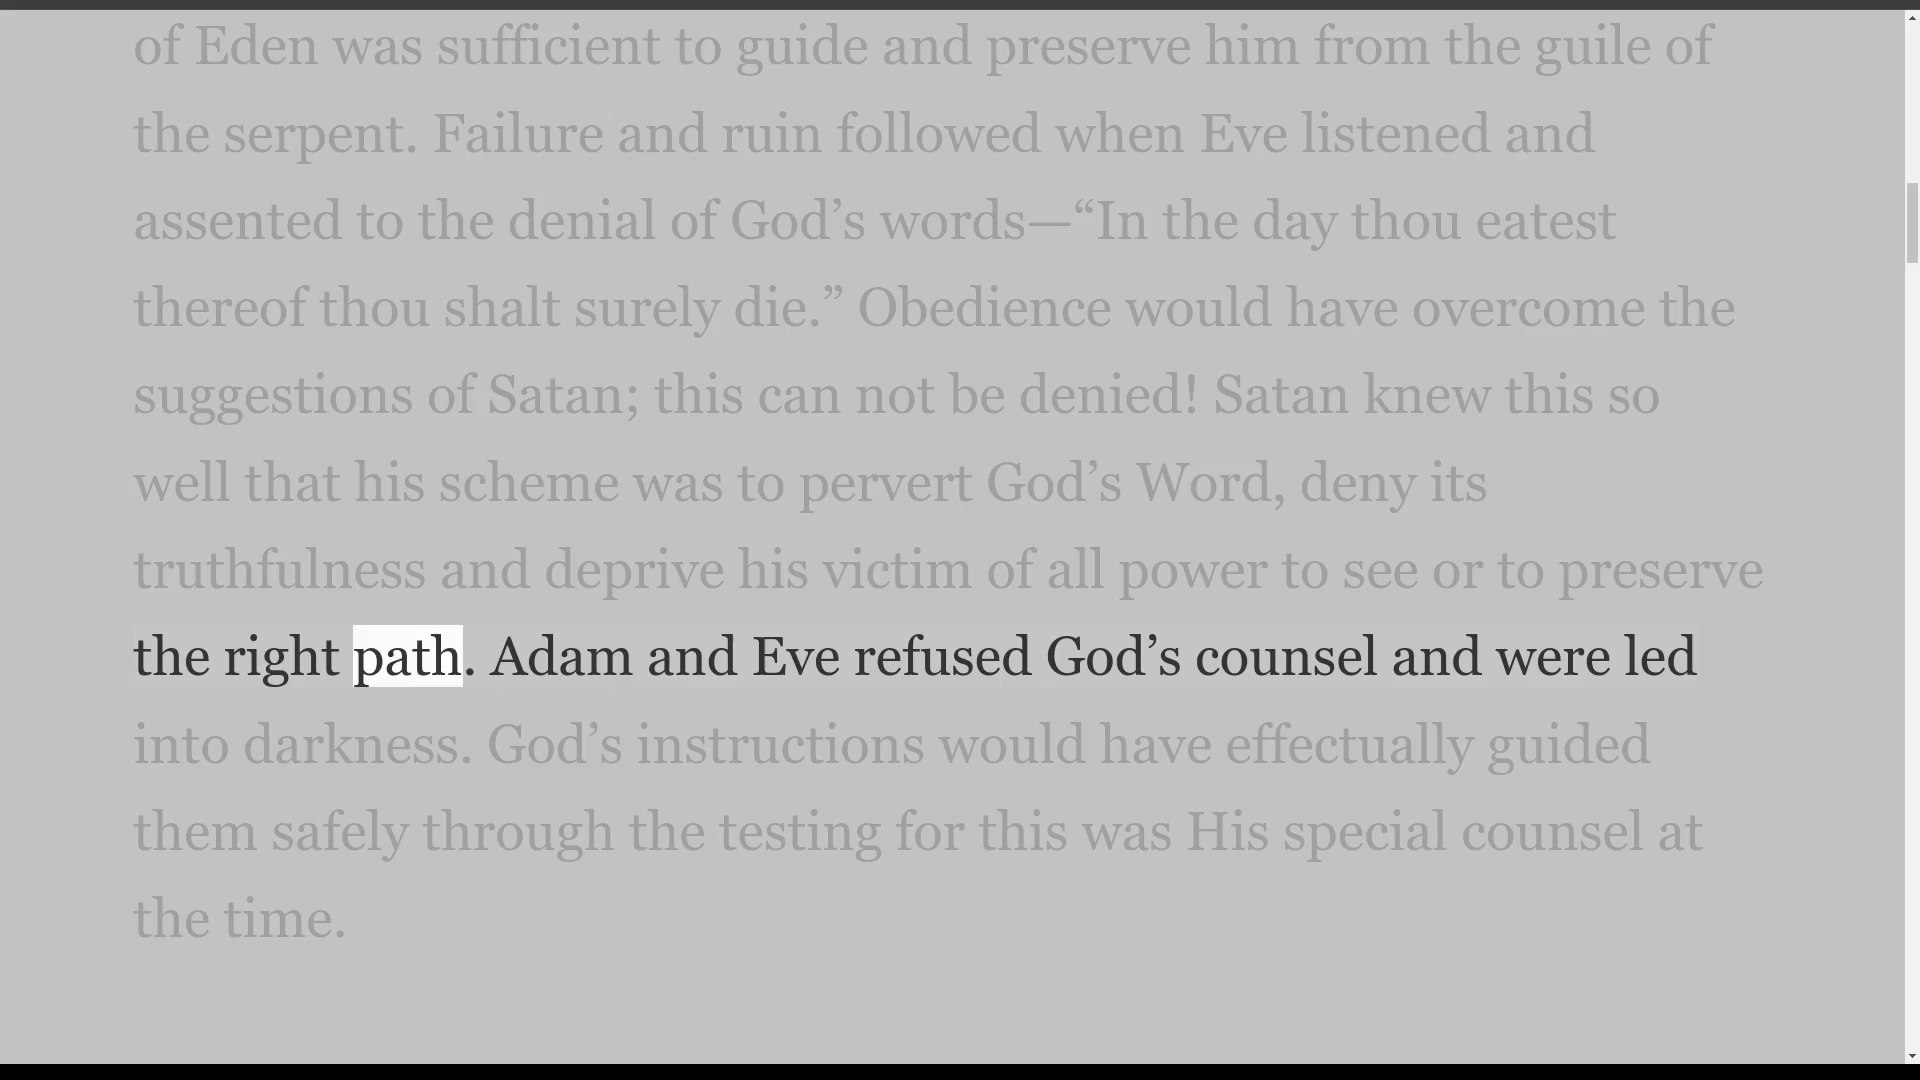 of Eden was sufficient to guide and preserve him from the guile of
the serpent. Failure and ruin followed when Eve listened and
assented to the denial of God’s words—“In the day thou eatest
thereof thou shalt surely die.” Obedience would have overcome the
suggestions of Satan; this can not be denied! Satan knew this so
well that his scheme was to pervert God’s Word, deny its
truthfulness and deprive his victim of all power to see or to preserve
the right path. Adam and Eve refused God’s counsel and were led
into darkness. God’s instructions would have effectually guided
them safely through the testing for this was His special counsel at
the time.